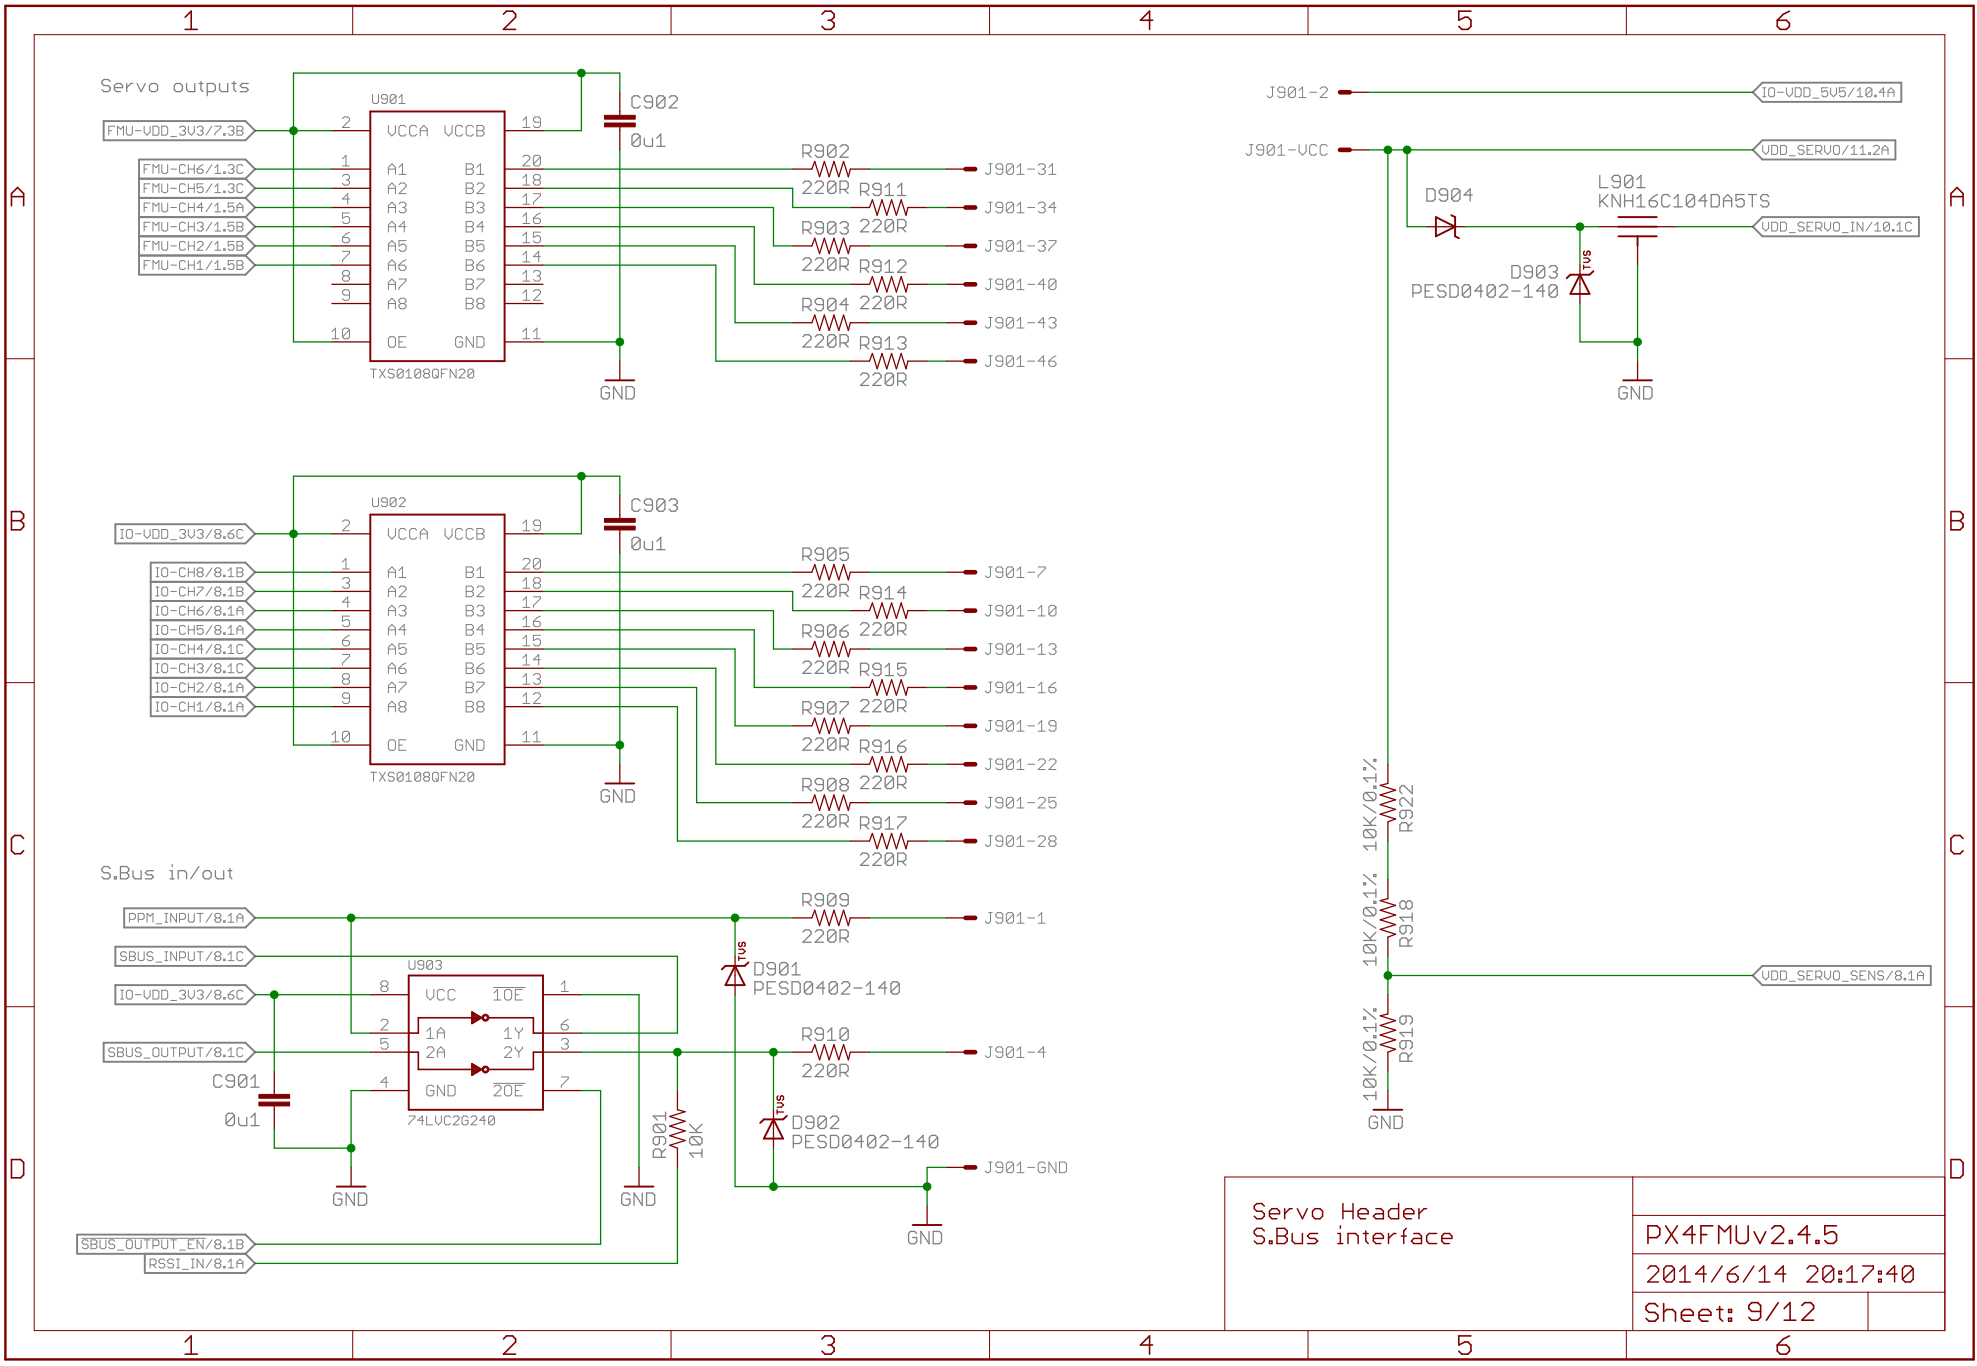 1 2 3 4 5 6
A A
B B
C C
D D
Servo outputs
U901
FMU-VDD_3V3/7.3B
2 VCCA VCCB 19
C902
0u1
FMU-CH6/1.3C 1 A1 B1 20
FMU-CH5/1.3C 3 A2 B2 18
FMU-CH4/1.5A 4 A3 B3 17
FMU-CH3/1.5B 5 A4 B4 16
FMU-CH2/1.5B 6 A5 B5 15
FMU-CH1/1.5B 7 A6 B6 14
8 A7 B7 13
9 A8 B8 12
10 OE GND 11
TXS0108QFN20
GND
R902 220R J901-31
R911 220R J901-34
R903 220R J901-37
R912 220R J901-40
R904 220R J901-43
R913 220R J901-46
U902
IO-VDD_3V3/8.6C
2 VCCA VCCB 19
C903
0u1
IO-CH8/8.1B 1 A1 B1 20
IO-CH7/8.1B 3 A2 B2 18
IO-CH6/8.1A 4 A3 B3 17
IO-CH5/8.1A 5 A4 B4 16
IO-CH4/8.1C 6 A5 B5 15
IO-CH3/8.1C 7 A6 B6 14
IO-CH2/8.1A 8 A7 B7 13
IO-CH1/8.1A 9 A8 B8 12
10 OE GND 11
TXS0108QFN20
GND
R905 220R J901-7
R914 220R J901-10
R906 220R J901-13
R915 220R J901-16
R907 220R J901-19
R916 220R J901-22
R908 220R J901-25
R917 220R J901-28
S.Bus in/out
PPM_INPUT/8.1A
SBUS_INPUT/8.1C
IO-VDD_3V3/8.6C
SBUS_OUTPUT/8.1C
U903
8 VCC 1OE 1
2 1A 1Y 6
5 2A 2Y 3
4 GND 2OE 7
74LVC2G240
C901
0u1
GND
GND
SBUS_OUTPUT_EN/8.1B
RSSI_IN/8.1A
R909 220R J901-1
TVS
D901
PESD0402-140
R910 220R J901-4
TVS
D902
PESD0402-140
R901
10K
J901-GND
GND
J901-2 IO-VDD_5V5/10.4A
J901-VCC VDD_SERVO/11.2A
D904
L901
KNH16C104DA5TS
VDD_SERVO_IN/10.1C
TVS
D903
PESD0402-140
GND
10K/0.1%
R922
10K/0.1%
R918
VDD_SERVO_SENS/8.1A
10K/0.1%
R919
GND
Servo Header
S.Bus interface
PX4FMUv2.4.5
2014/6/14 20:17:40
Sheet: 9/12
1 2 3 4 5 6